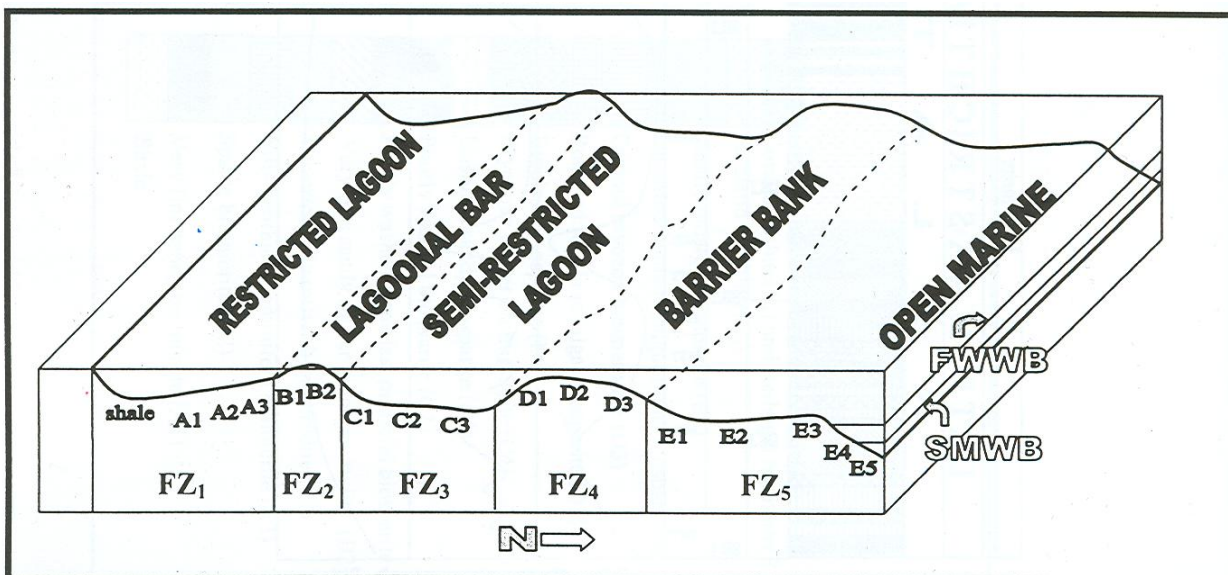 RESTRICTED LAGOON
LAGOONAL BAR
SEMI-RESTRICTED
LAGOON
BARRIER BANK
OPEN MARINE
FWWB
SMWB
shale A1 A2 A3 B1 B2 C1 C2 C3 D1 D2 D3 E1 E2 E3 E4 E5
FZ1 FZ2 FZ3 FZ4 FZ5
N